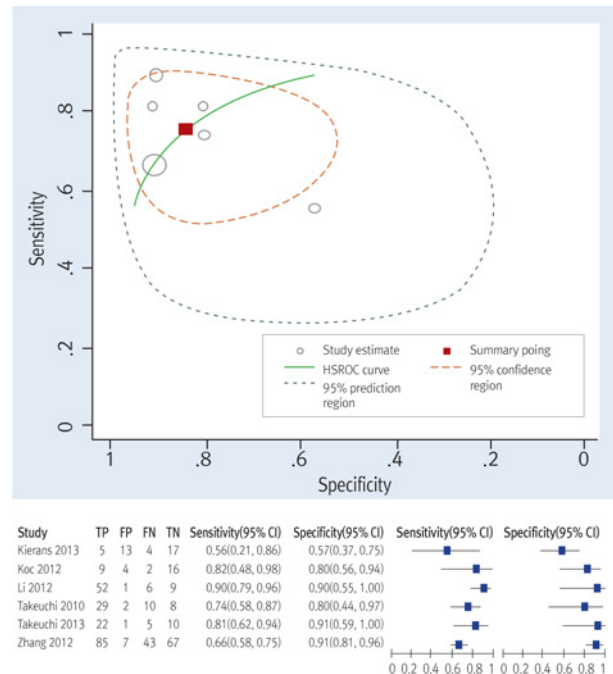 1
.8
.6
.4
.2
0
Sensitivity
Study estimate
Summary poing
HSROC curve
95% confidence region
95% prediction region
1 .8 .6 .4 .2 0
Specificity
Study TP FP FN TN Sensitivity(95% CI) Specificity(95% CI) Sensitivity(95% CI) Specificity(95% CI)
Kierans 2013 5 13 4 17 0.56(0.21, 0.86) 0.57(0.37, 0.75)
Koc 2012 9 4 2 16 0.82(0.48, 0.98) 0.80(0.56, 0.94)
Li 2012 52 1 6 9 0.90(0.79, 0.96) 0.90(0.55, 1.00)
Takeuchi 2010 29 2 10 8 0.74(0.58, 0.87) 0.80(0.44, 0.97)
Takeuchi 2013 22 1 5 10 0.81(0.62, 0.94) 0.91(0.59, 1.00)
Zhang 2012 85 7 43 67 0.66(0.58, 0.75) 0.91(0.81, 0.96)
0 0.2 0.4 0.6 0.8 1 0 0.2 0.4 0.6 0.8 1